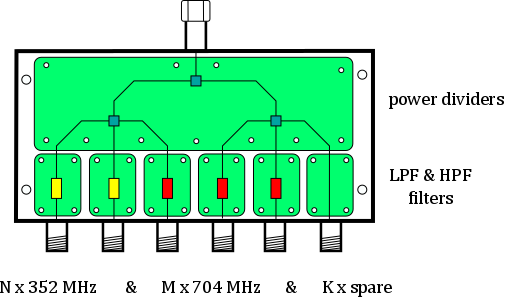 power dividers
LPF & HPF
filters
N x 352 MHz & M x 704 MHz & K x spare